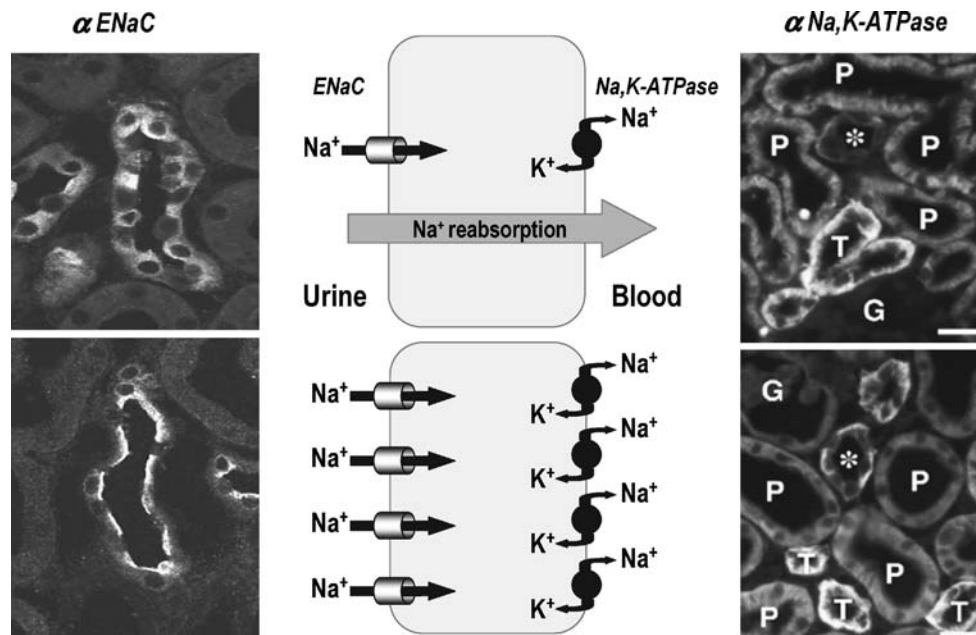 α ENaC
α Na,K-ATPase
ENaC
Na⁺
Na,K-ATPase
Na⁺
K⁺
Na⁺ reabsorption
Urine
Blood
P
P
*
P
P
T
G
Na⁺
K⁺
Na⁺
Na⁺
K⁺
Na⁺
Na⁺
K⁺
Na⁺
Na⁺
K⁺
Na⁺
G
*
P
P
T
P
P
T
T